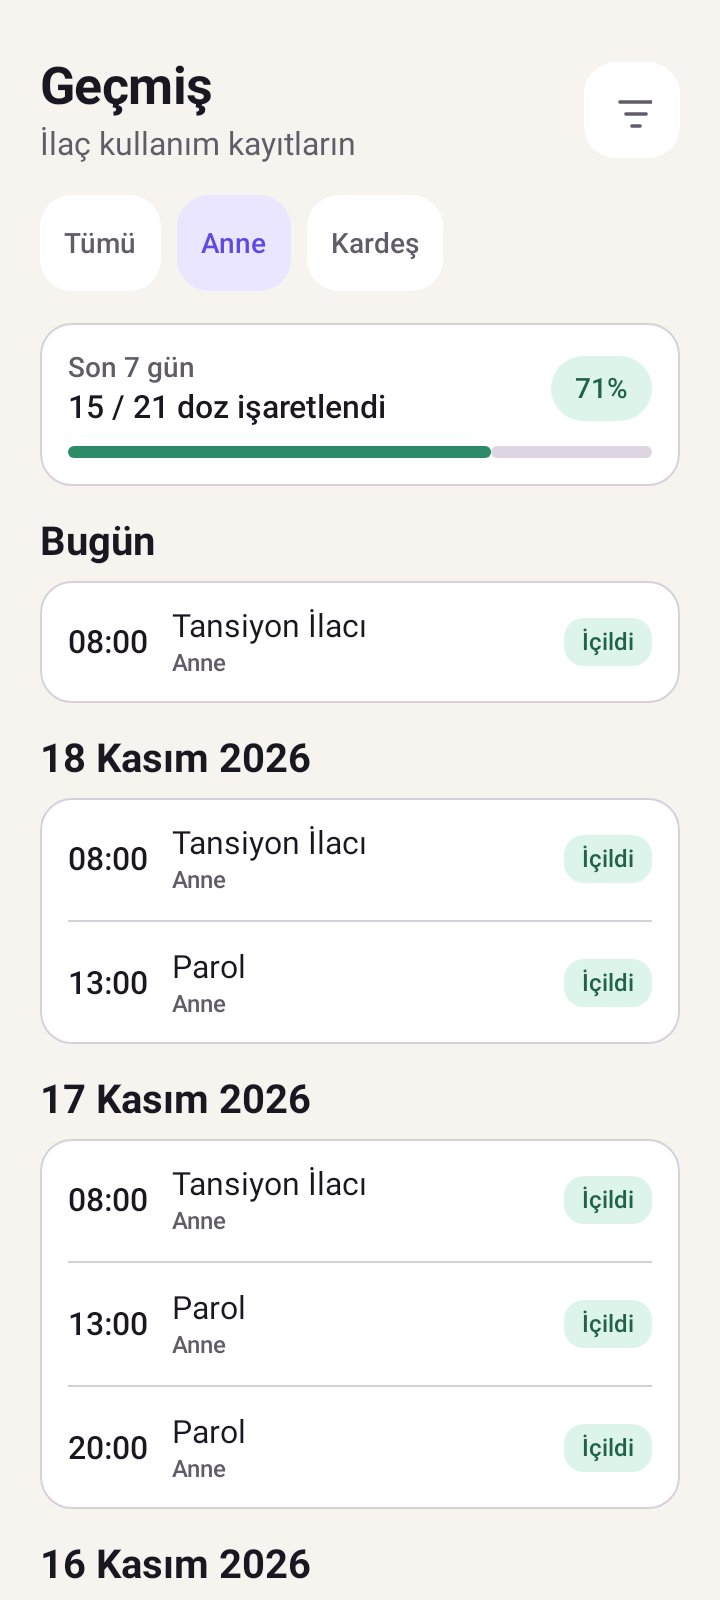 Geçmiş
İlaç kullanım kayıtların
Tümü
Anne
Kardeş
Son 7 gün
15 / 21 doz işaretlendi
71%
Bugün
08:00
Tansiyon İlacı
Anne
İçildi
18 Kasım 2026
08:00
Tansiyon İlacı
Anne
İçildi
13:00
Parol
Anne
İçildi
17 Kasım 2026
08:00
Tansiyon İlacı
Anne
İçildi
13:00
Parol
Anne
İçildi
20:00
Parol
Anne
İçildi
16 Kasım 2026